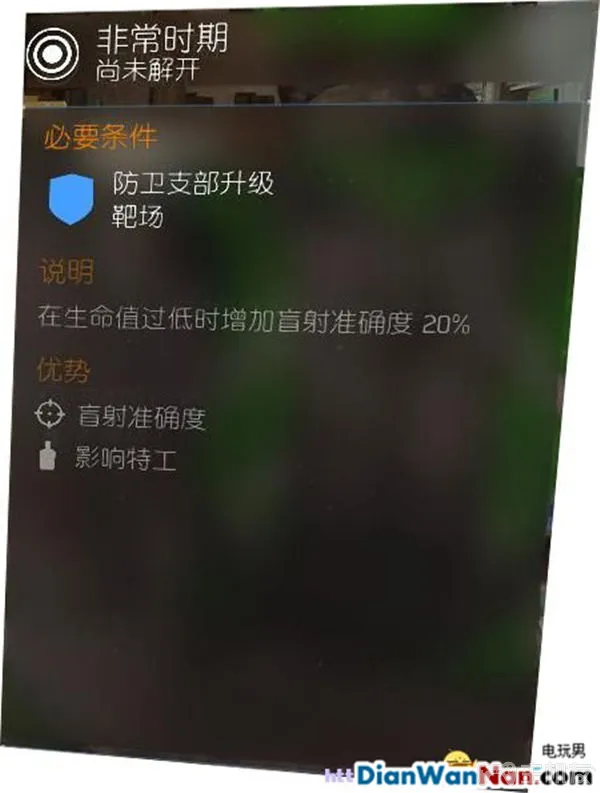 非常时期
尚未解开
必要条件
防卫支部升级
靶场
说明
在生命值过低时增加盲射准确度 20%
优势
盲射准确度
影响特工
电玩男
DianWanNan.com